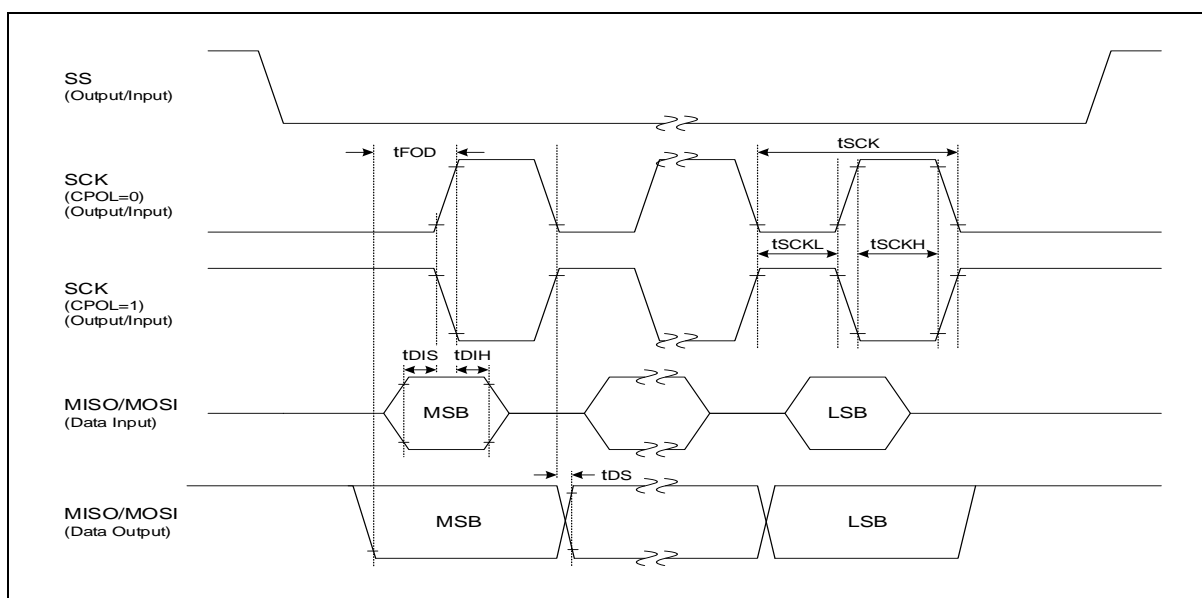 SS
(Output/Input)
tFOD
tSCK
SCK
(CPOL=0)
(Output/Input)
tSCKL
tSCKH
SCK
(CPOL=1)
(Output/Input)
tDIS
tDIH
MISO/MOSI
(Data Input)
MSB
LSB
tDS
MISO/MOSI
(Data Output)
MSB
LSB